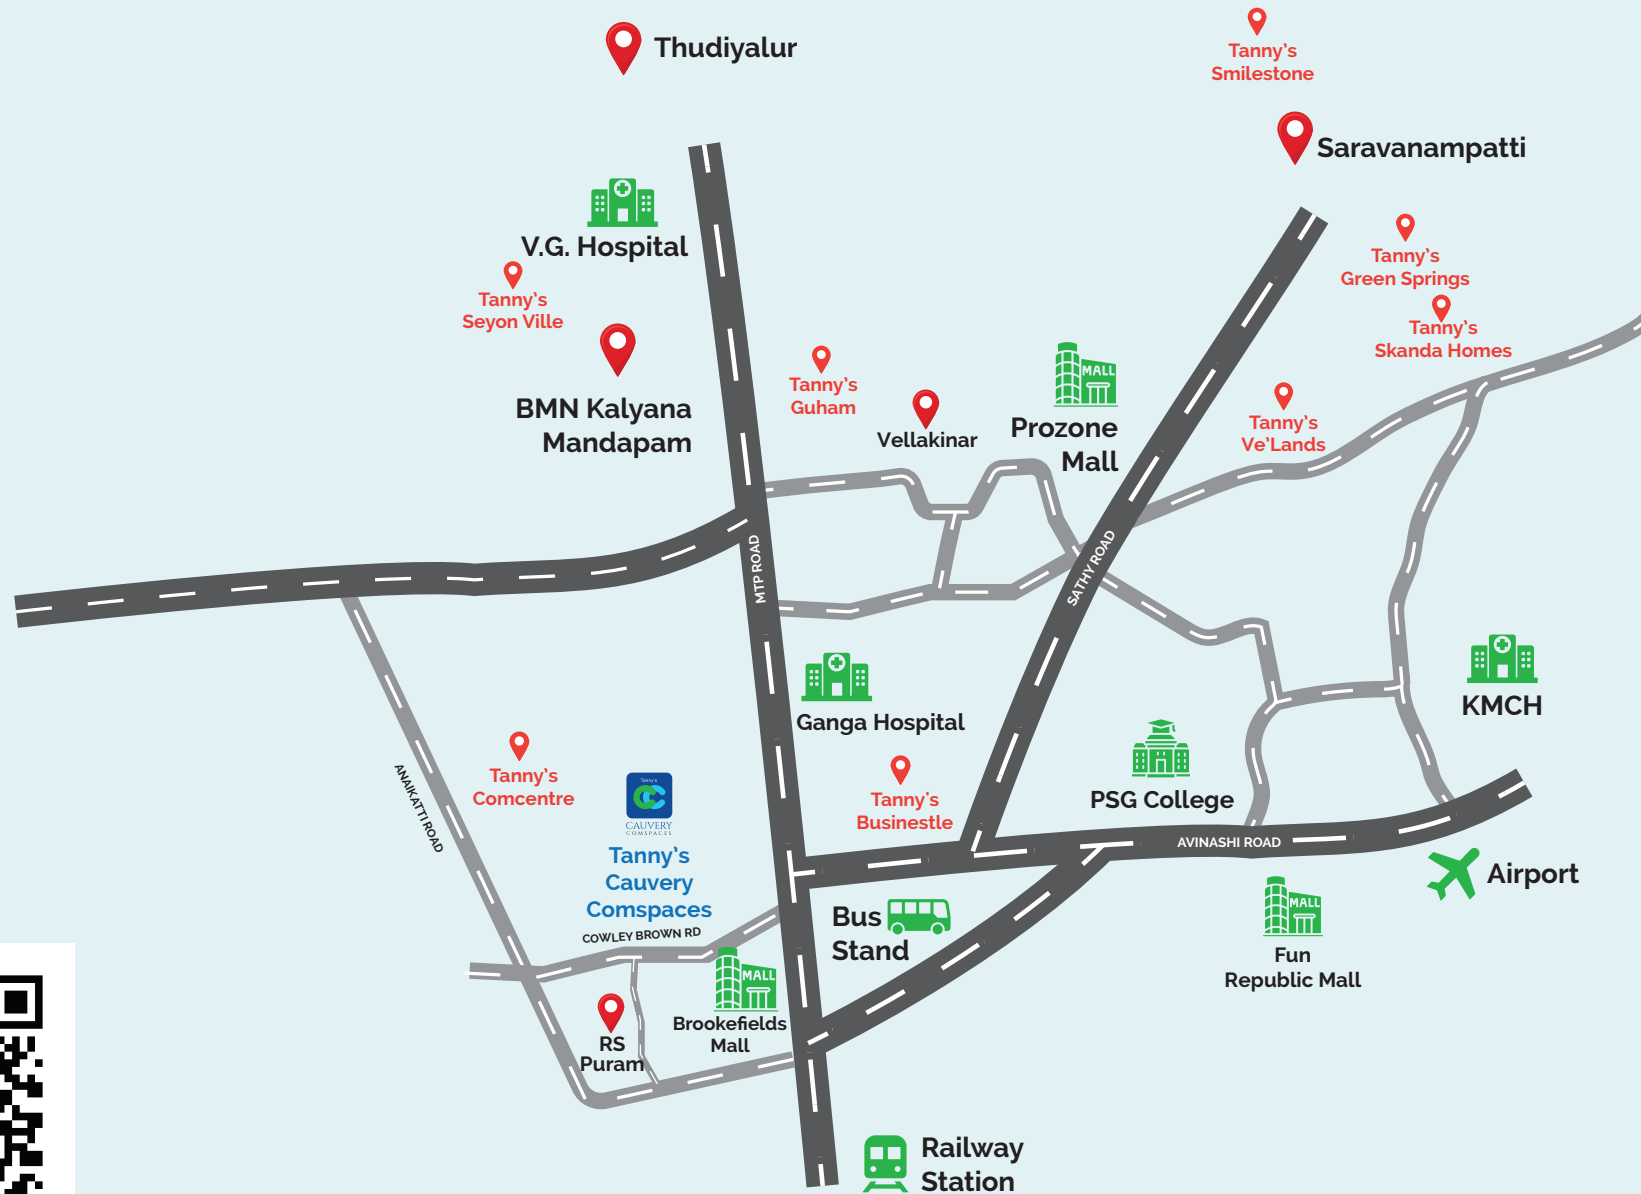 Thudiyalur
Tanny's
Smilestone
Saravanampatti
V.G. Hospital
Tanny's
Green Springs
Tanny's
Seyon Ville
Tanny's
Skanda Homes
BMN Kalyana
Mandapam
Tanny's
Guham
Vellakinar
MALL
Prozone
Mall
Tanny's
Ve'Lands
MTP ROAD
SATHY ROAD
Ganga Hospital
KMCH
ANAIKATTI ROAD
Tanny's
Comcentre
Tanny's
CAUVERY
COMSPACES
Tanny's
Cauvery
Comspaces
COWLEY BROWN RD
Tanny's
Businestle
PSG College
AVINASHI ROAD
Airport
Bus
Stand
MALL
Fun
Republic Mall
MALL
Brookefields
Mall
RS
Puram
Railway
Station